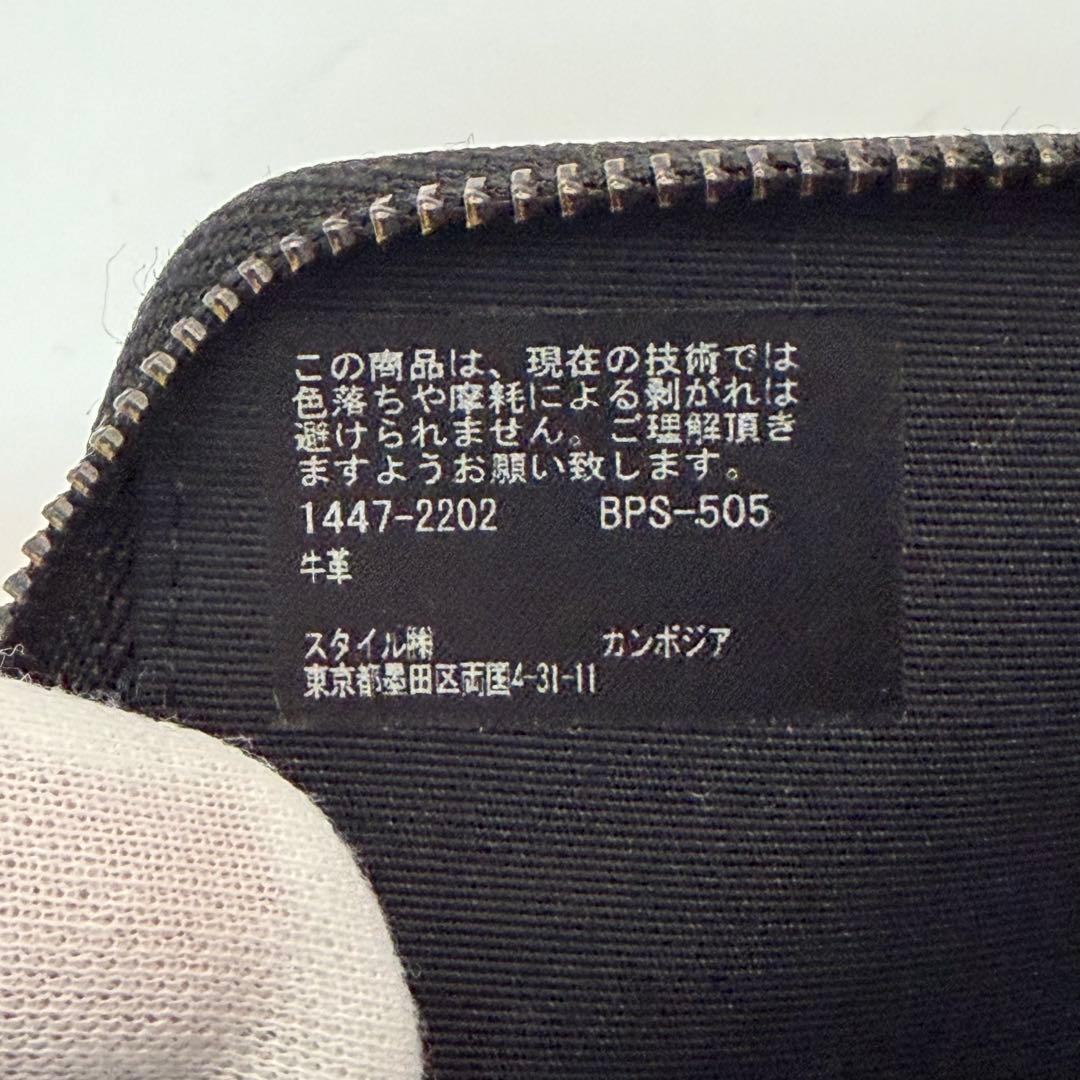 この商品は、現在の技術では
色落ちや摩耗による剥がれは
避けられません。ご理解頂き
ますようお願い致します。
1447-2202 BPS-505
牛革
スタイル㈱ カンボジア
東京都墨田区両国4-31-11